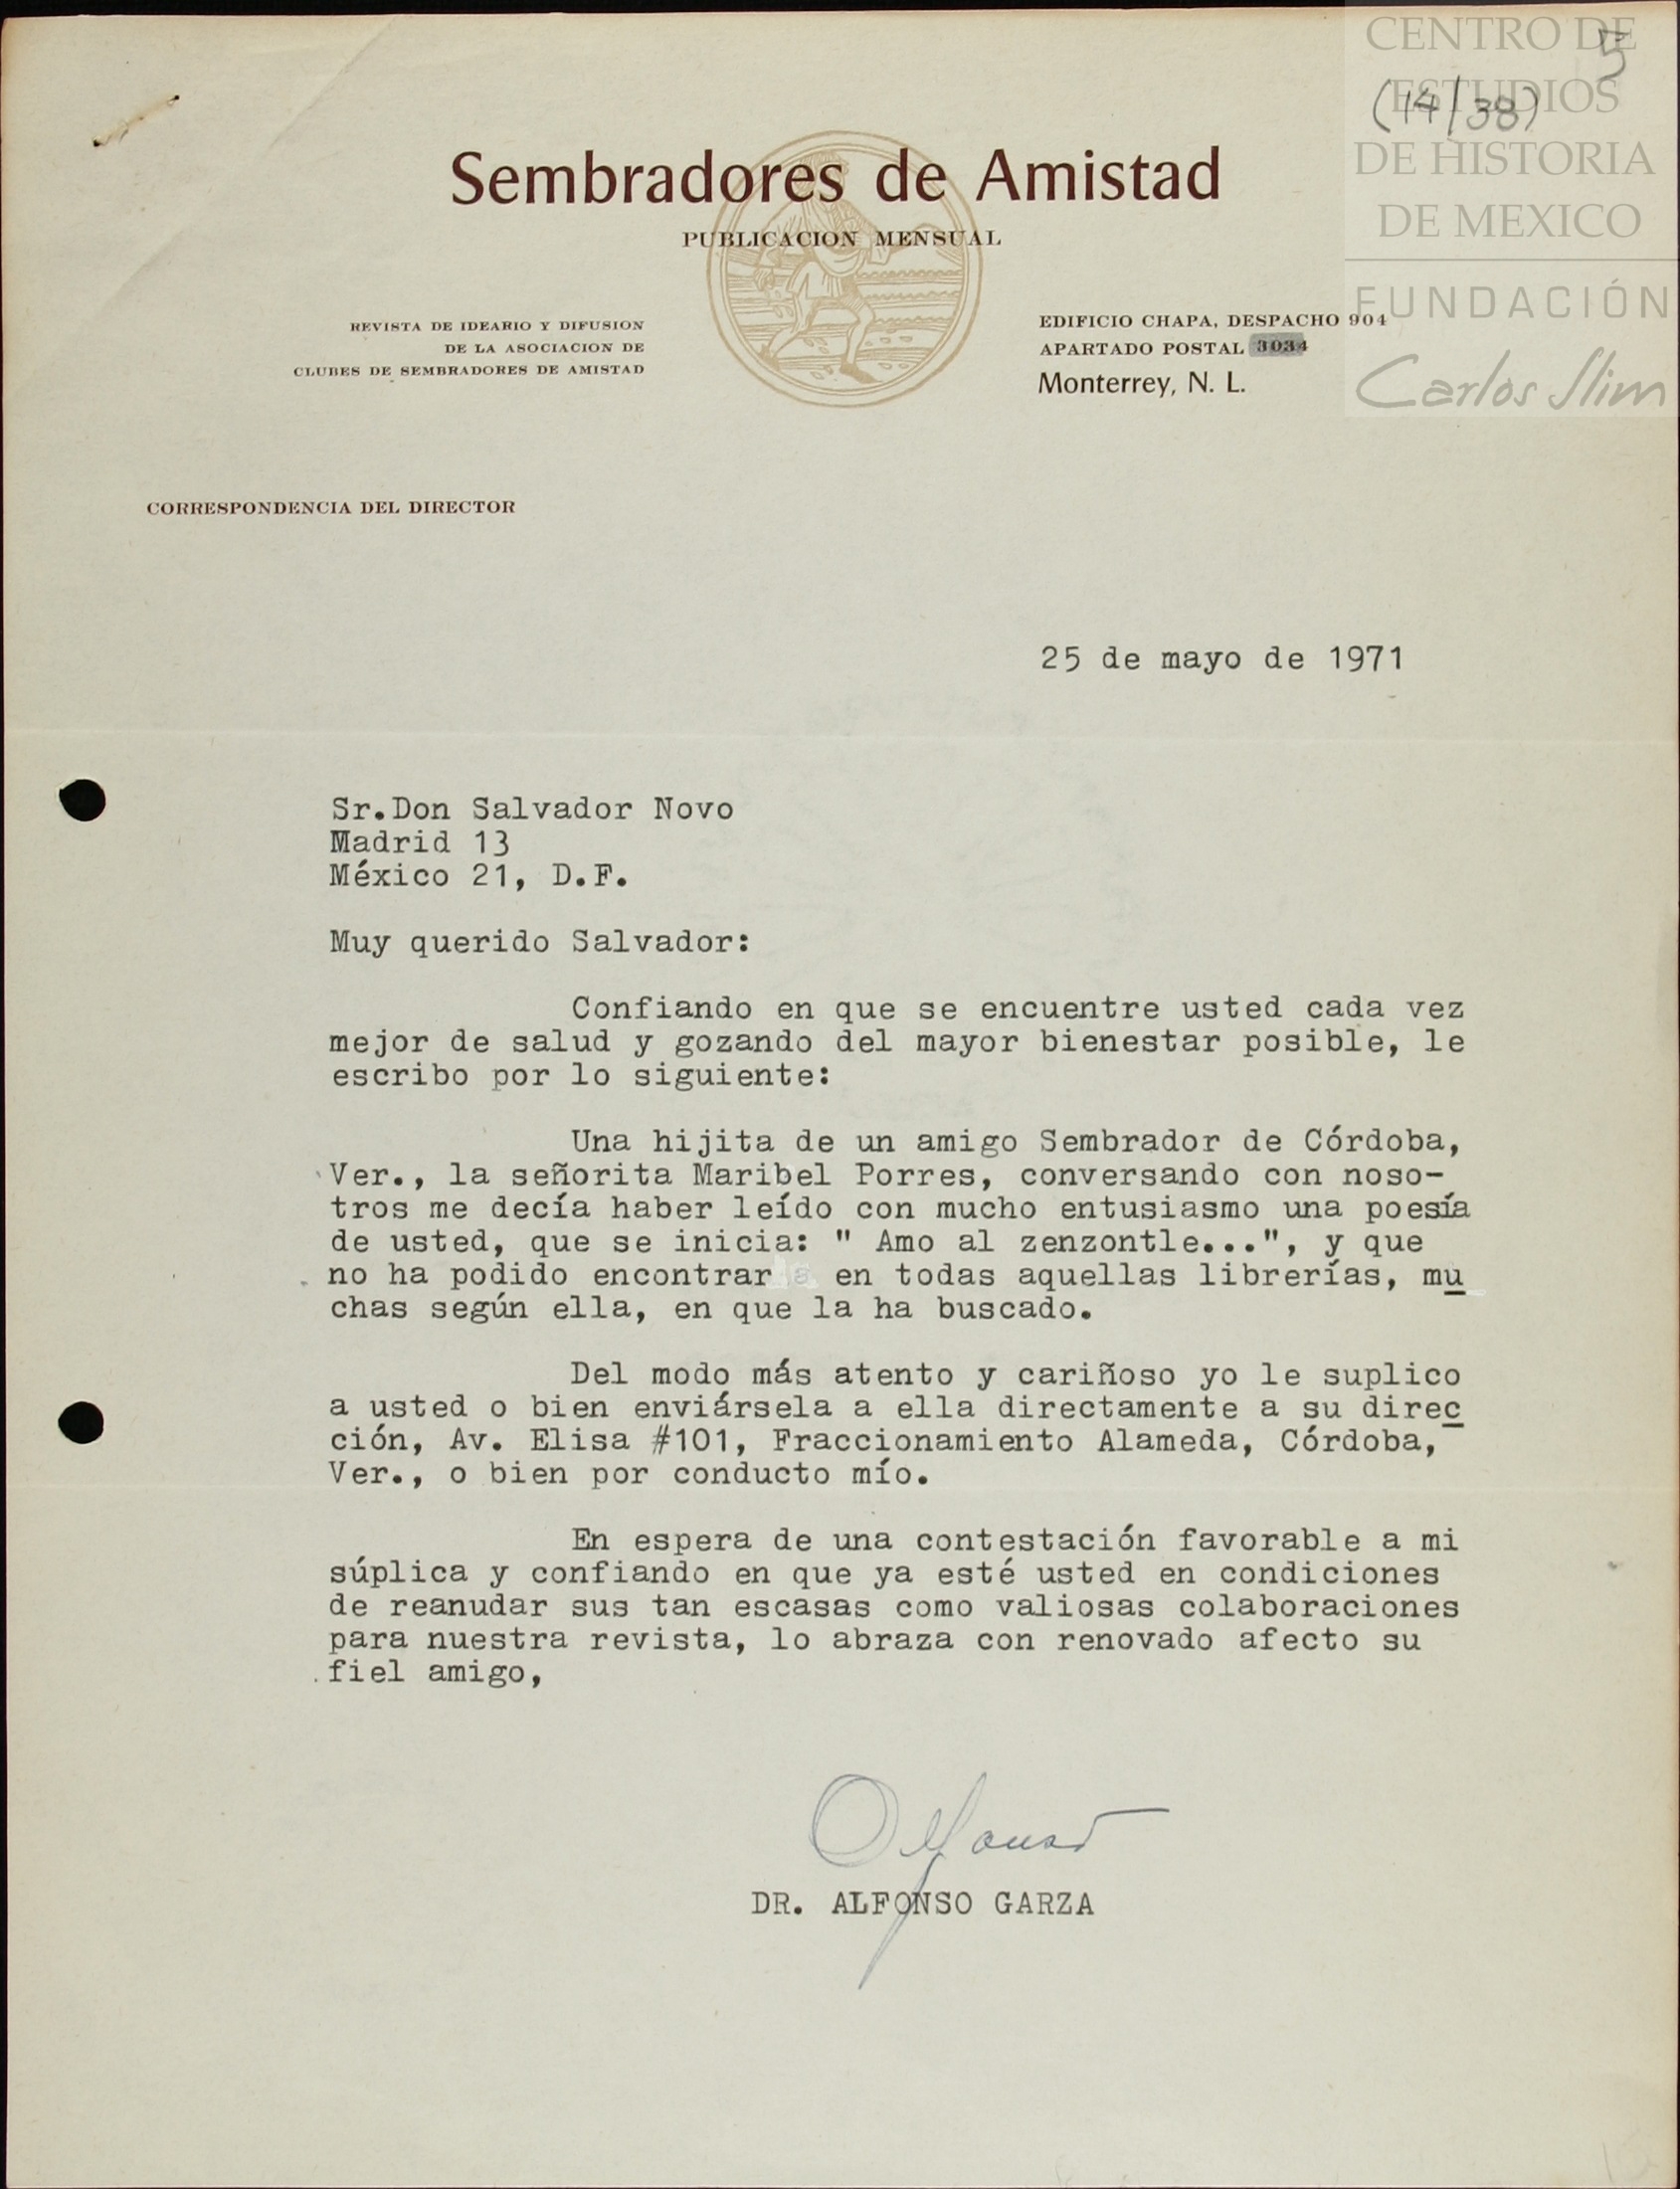 CENTRO DE
ESTUDIOS
DE HISTORIA
DE MEXICO
FUNDACIÓN
Carlos Slim
5
(14/38)
Sembradores de Amistad
PUBLICACION MENSUAL
REVISTA DE IDEARIO Y DIFUSION
DE LA ASOCIACION DE
CLUBES DE SEMBRADORES DE AMISTAD
EDIFICIO CHAPA, DESPACHO 904
APARTADO POSTAL 3034
Monterrey, N. L.
CORRESPONDENCIA DEL DIRECTOR
25 de mayo de 1971
Sr.Don Salvador Novo
Madrid 13
México 21, D.F.
Muy querido Salvador:
Confiando en que se encuentre usted cada vez
mejor de salud y gozando del mayor bienestar posible, le
escribo por lo siguiente:
Una hijita de un amigo Sembrador de Córdoba,
Ver., la señorita Maribel Porres, conversando con noso-
tros me decía haber leído con mucho entusiasmo una poesía
de usted, que se inicia: " Amo al zenzontle...", y que
no ha podido encontrar en todas aquellas librerías, mu
chas según ella, en que la ha buscado.
Del modo más atento y cariñoso yo le suplico
a usted o bien enviársela a ella directamente a su direc
ción, Av. Elisa #101, Fraccionamiento Alameda, Córdoba,
Ver., o bien por conducto mío.
En espera de una contestación favorable a mi
súplica y confiando en que ya esté usted en condiciones
de reanudar sus tan escasas como valiosas colaboraciones
para nuestra revista, lo abraza con renovado afecto su
fiel amigo,
Alfonso
DR. ALFONSO GARZA